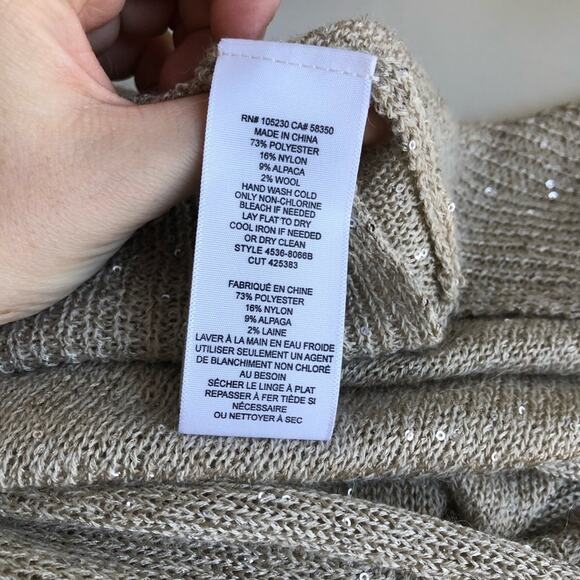 RN# 105230 CA# 58350
MADE IN CHINA
73% POLYESTER
16% NYLON
9% ALPACA
2% WOOL
HAND WASH COLD
ONLY NON-CHLORINE
BLEACH IF NEEDED
LAY FLAT TO DRY
COOL IRON IF NEEDED
OR DRY CLEAN
STYLE 4536-8066B
CUT 425383
FABRIQUÉ EN CHINE
73% POLYESTER
16% NYLON
9% ALPAGA
2% LAINE
LAVER À LA MAIN EN EAU FROIDE
UTILISER SEULEMENT UN AGENT
DE BLANCHIMENT NON CHLORÉ
AU BESOIN
SÉCHER LE LINGE À PLAT
REPASSER À FER TIÈDE SI
NÉCESSAIRE
OU NETTOYER À SEC